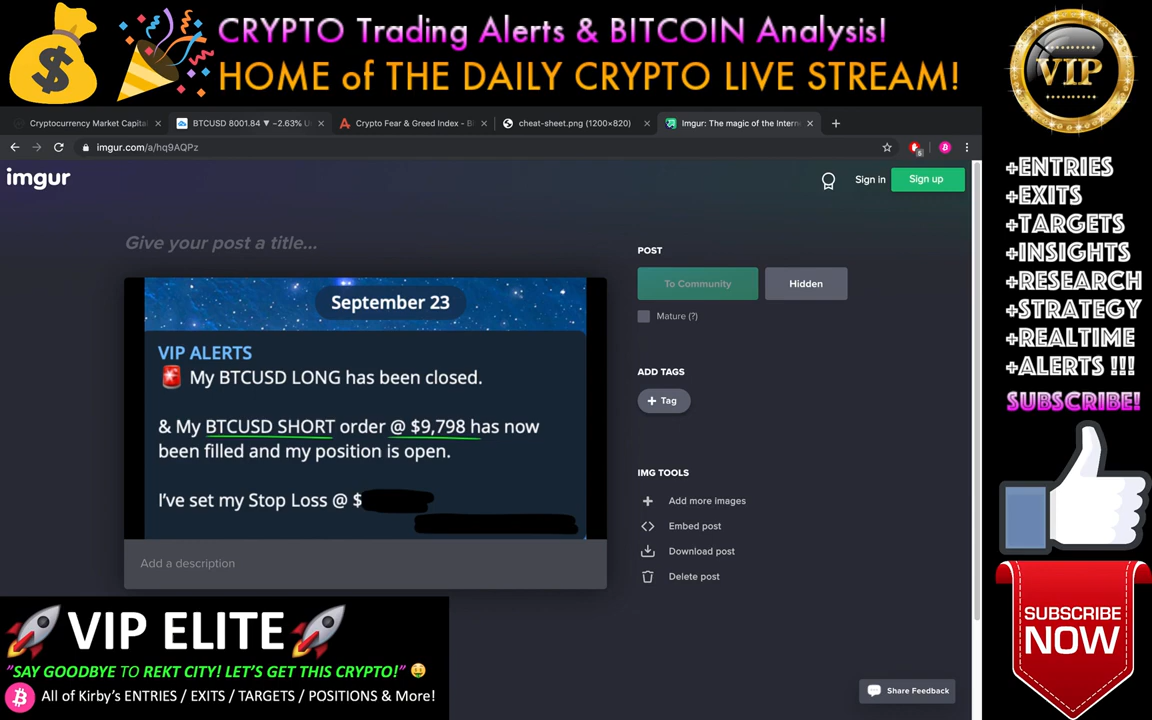 CRYPTO Trading Alerts & BITCOIN Analysis!
HOME of THE DAILY CRYPTO LIVE STREAM!
VIP
Cryptocurrency Market Capital
BTCUSD 8001.84 ▼ −2.63% U
Crypto Fear & Greed Index - B
cheat-sheet.png (1200×820)
Imgur: The magic of the Intern
imgur.com/a/hq9AQPz
imgur
Sign in
Sign up
Give your post a title...
POST
To Community
Hidden
Mature (?)
ADD TAGS
+ Tag
IMG TOOLS
Add more images
Embed post
Download post
Delete post
September 23
VIP ALERTS
🚨 My BTCUSD LONG has been closed.
& My BTCUSD SHORT order @ $9,798 has now
been filled and my position is open.
I've set my Stop Loss @ $
Add a description
VIP ELITE
"SAY GOODBYE TO REKT CITY! LET'S GET THIS CRYPTO!"
All of Kirby's ENTRIES / EXITS / TARGETS / POSITIONS & More!
Share Feedback
+ENTRIES
+EXITS
+TARGETS
+INSIGHTS
+RESEARCH
+STRATEGY
+REALTIME
+ALERTS !!!
SUBSCRIBE!
SUBSCRIBE
NOW